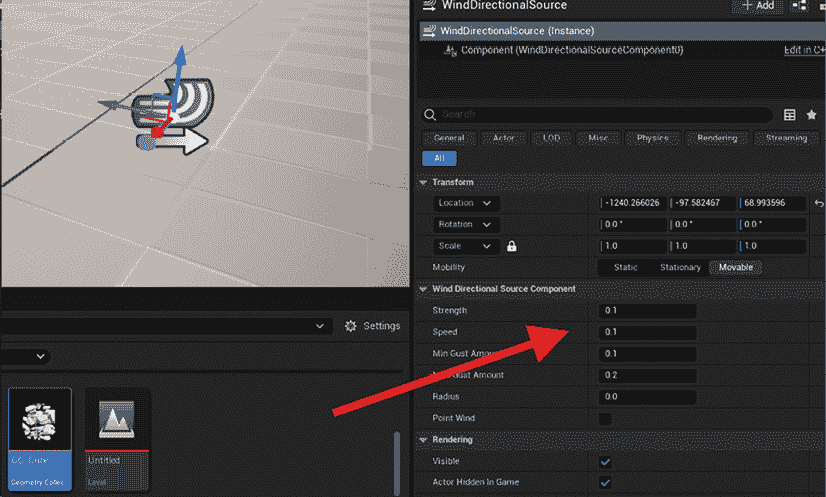 WindDirectionalSource
+ Add
WindDirectionalSource (Instance)
Component (WindDirectionalSourceComponent0)
Edit in C+
Search
General
Actor
LOD
Misc
Physics
Rendering
Streaming
All
Transform
Location
-1240.266026
-97.582467
68.993596
Rotation
0.0 °
0.0 °
0.0 °
Scale
1.0
1.0
1.0
Mobility
Static
Stationary
Movable
Wind Directional Source Component
Strength
0.1
Speed
0.1
Min Gust Amou
0.1
Gust Amount
0.2
Radius
0.0
Point Wind
Rendering
Visible
Actor Hidden In Game
Settings
Geometry Collec
Untitled
Level